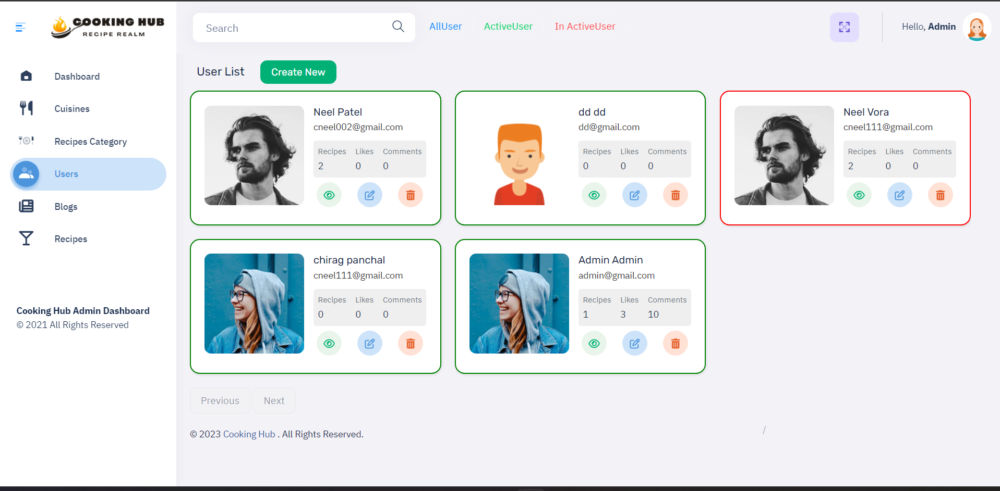 COOKING HUB
RECIPE REALM
Search
AllUser
ActiveUser
In ActiveUser
Hello, Admin
Dashboard
Cuisines
Recipes Category
Users
Blogs
Recipes
Cooking Hub Admin Dashboard
© 2021 All Rights Reserved
User List
Create New
Neel Patel
cneel002@gmail.com
Recipes Likes Comments
2 0 0
dd dd
dd@gmail.com
Recipes Likes Comments
0 0 0
Neel Vora
cneel111@gmail.com
Recipes Likes Comments
2 0 0
chirag panchal
cneel111@gmail.com
Recipes Likes Comments
0 0 0
Admin Admin
admin@gmail.com
Recipes Likes Comments
1 3 10
Previous
Next
© 2023 Cooking Hub . All Rights Reserved.
/